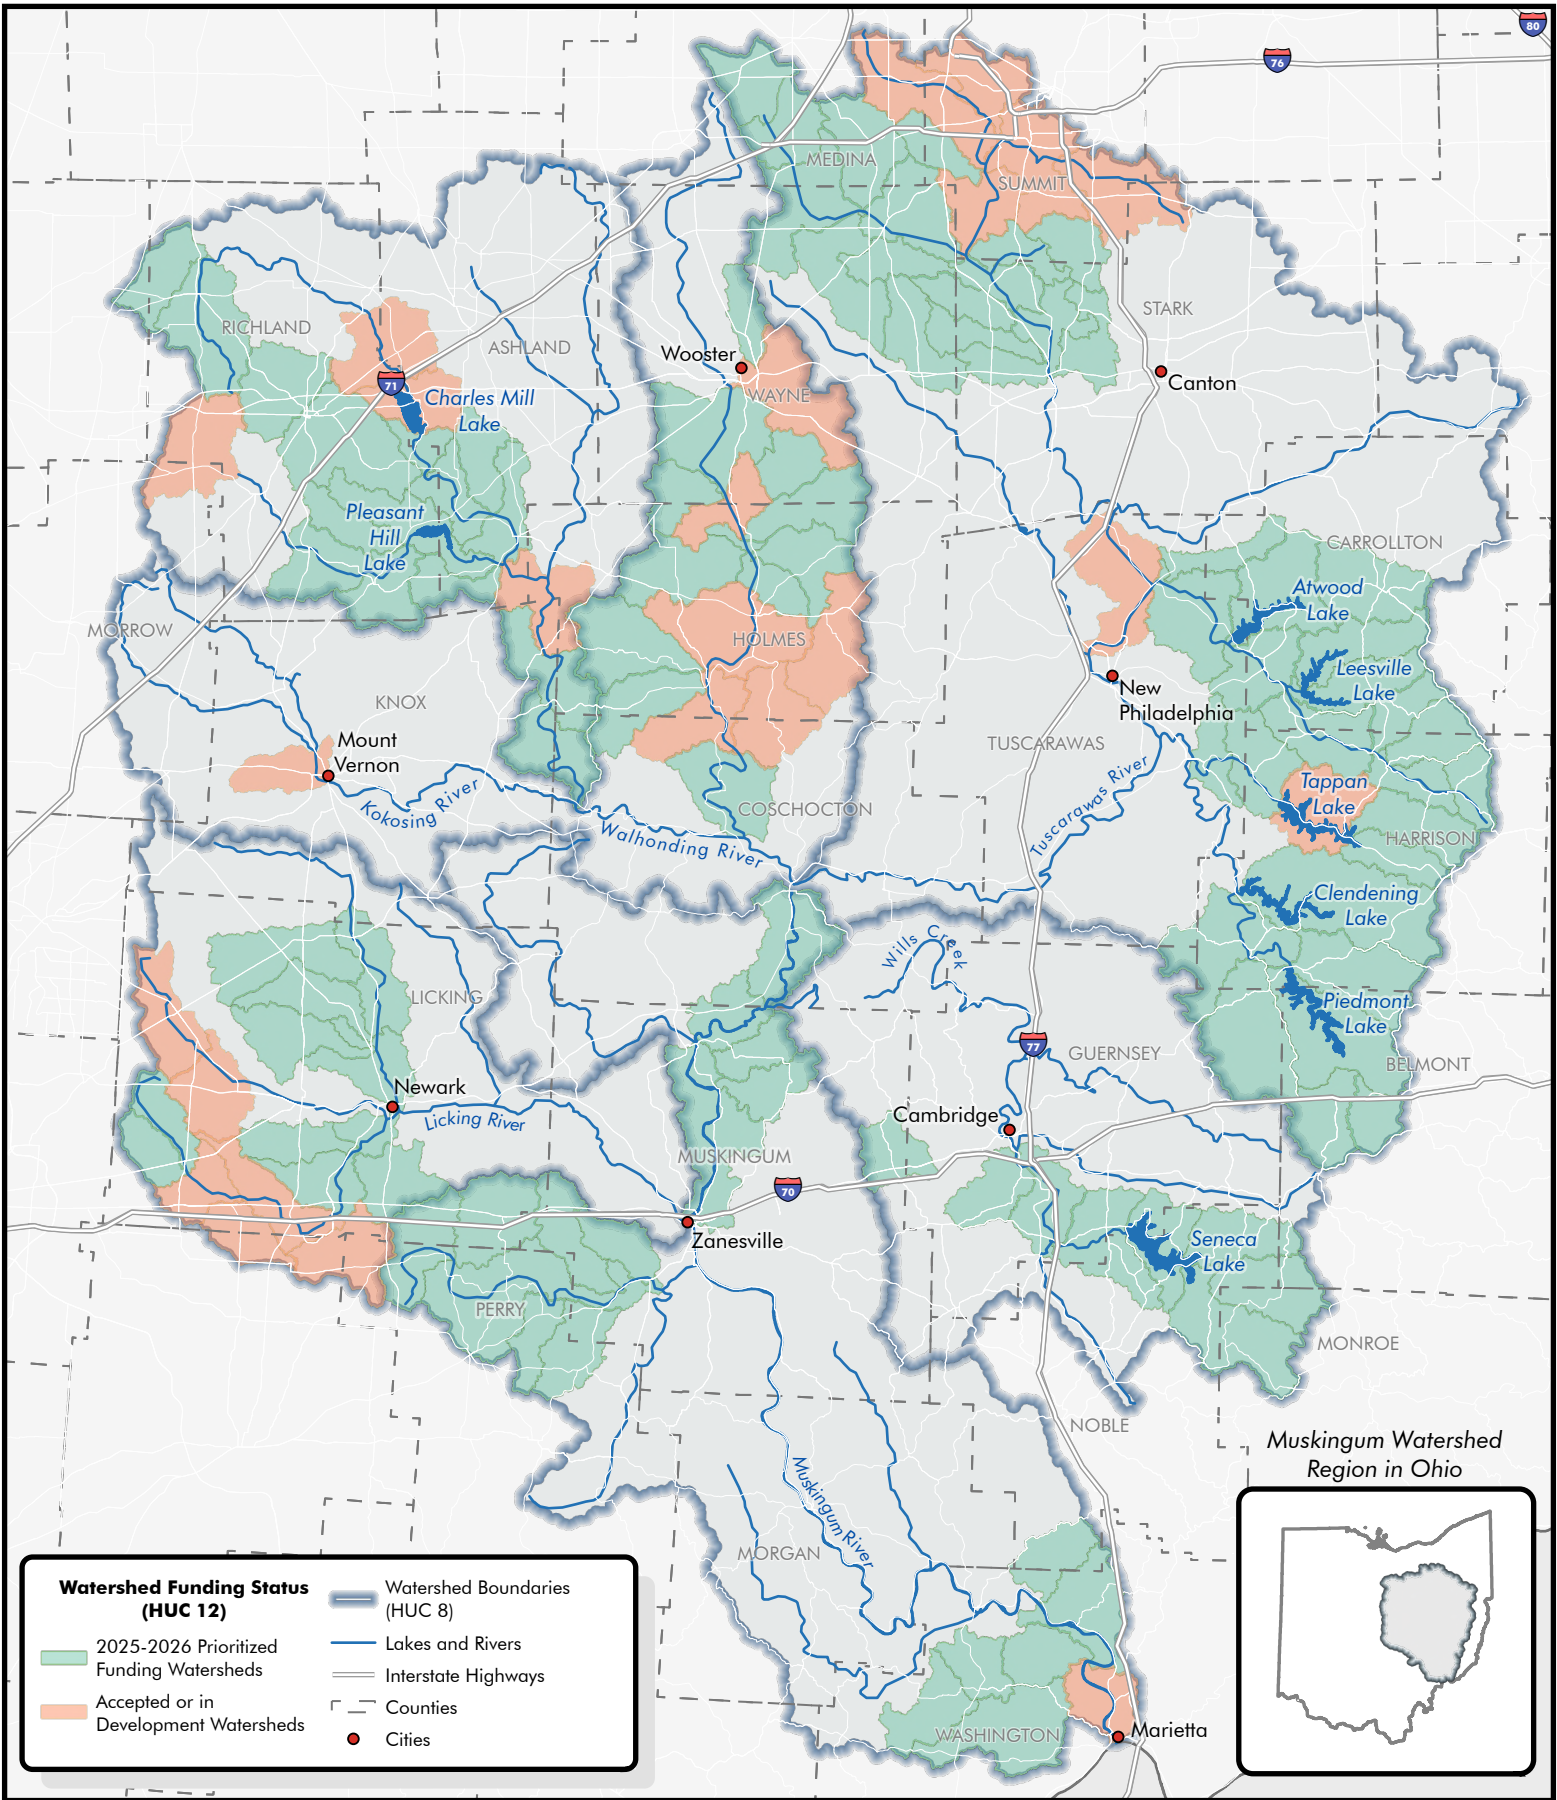 80
76
MEDINA
SUMMIT
STARK
RICHLAND
ASHLAND
Wooster
WAYNE
Canton
71
Charles Mill
Lake
Pleasant
Hill
Lake
CARROLLTON
Atwood
Lake
MORROW
HOLMES
Leesville
Lake
KNOX
New
Philadelphia
Mount
Vernon
TUSCARAWAS
Tappan
Lake
Kokosing River
COSCHOCTON
Tuscarawas River
HARRISON
Walhonding River
Clendening
Lake
Wills Creek
LICKING
Piedmont
Lake
77
GUERNSEY
BELMONT
Newark
Licking River
Cambridge
MUSKINGUM
70
Zanesville
Seneca
Lake
PERRY
MONROE
NOBLE
Muskingum River
MORGAN
WASHINGTON
Marietta
Muskingum Watershed
Region in Ohio
Watershed Funding Status
(HUC 12)
2025-2026 Prioritized
Funding Watersheds
Accepted or in
Development Watersheds
Watershed Boundaries
(HUC 8)
Lakes and Rivers
Interstate Highways
Counties
Cities